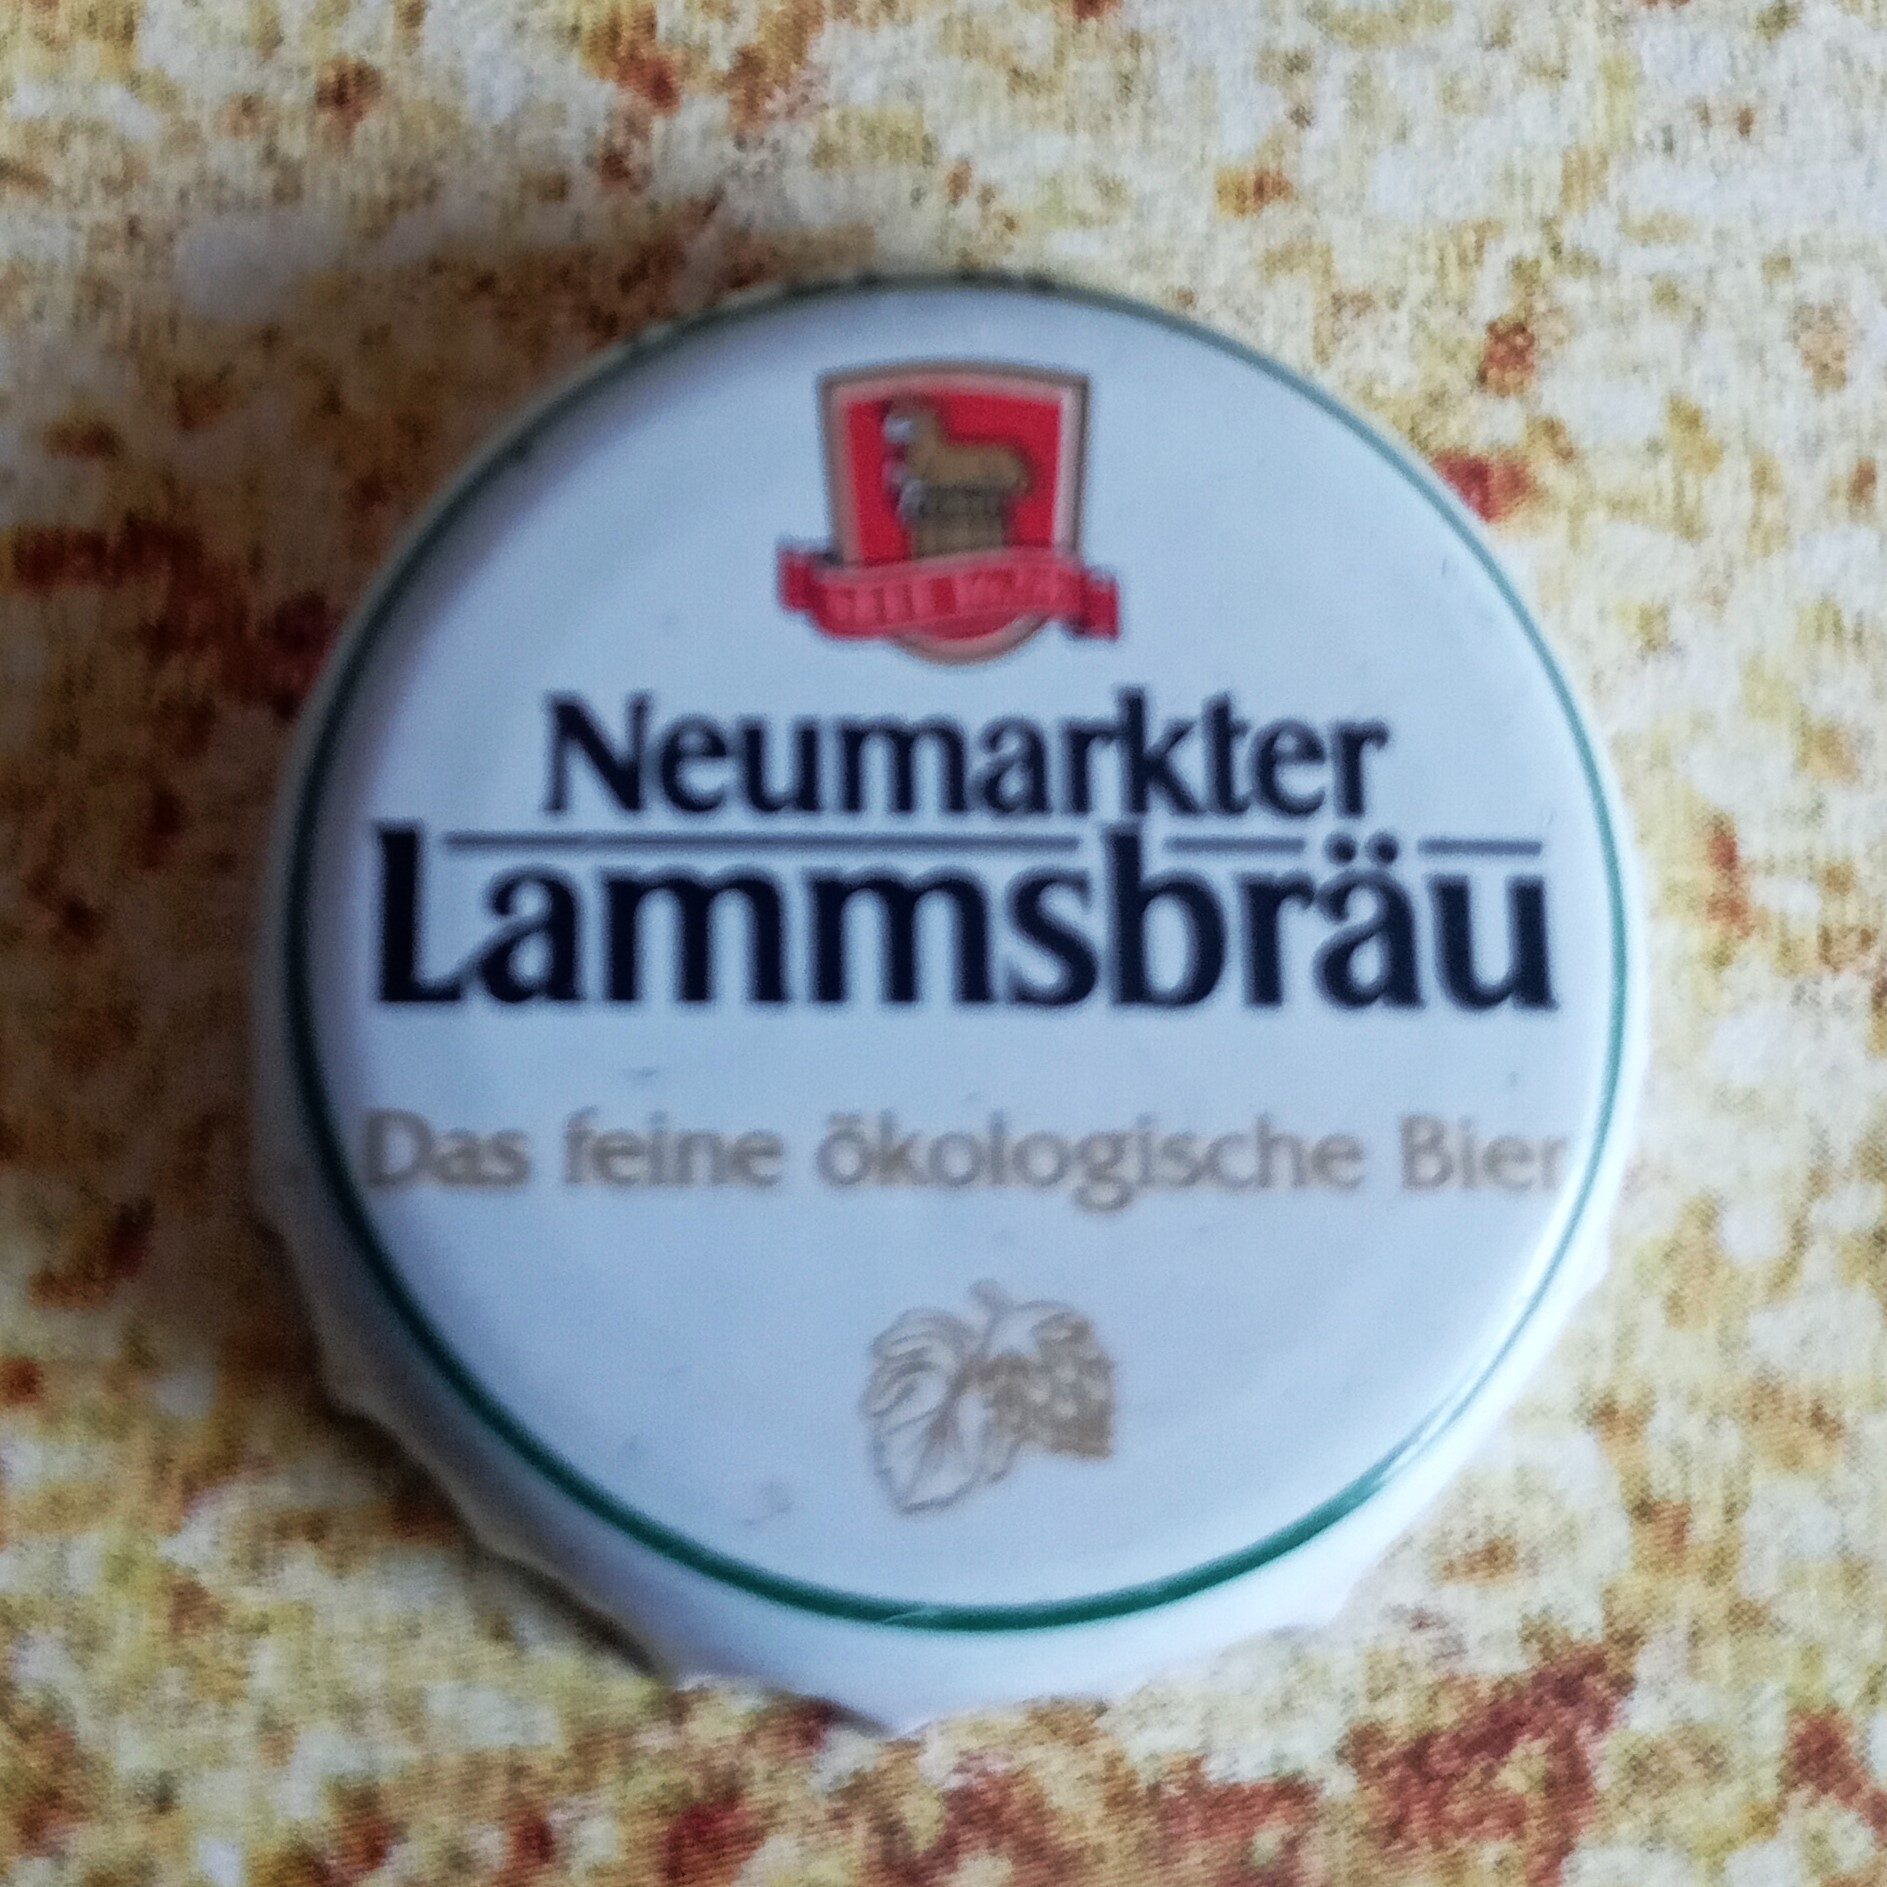 Neumarkter
Lammsbräu
Das feine ökologische Bier